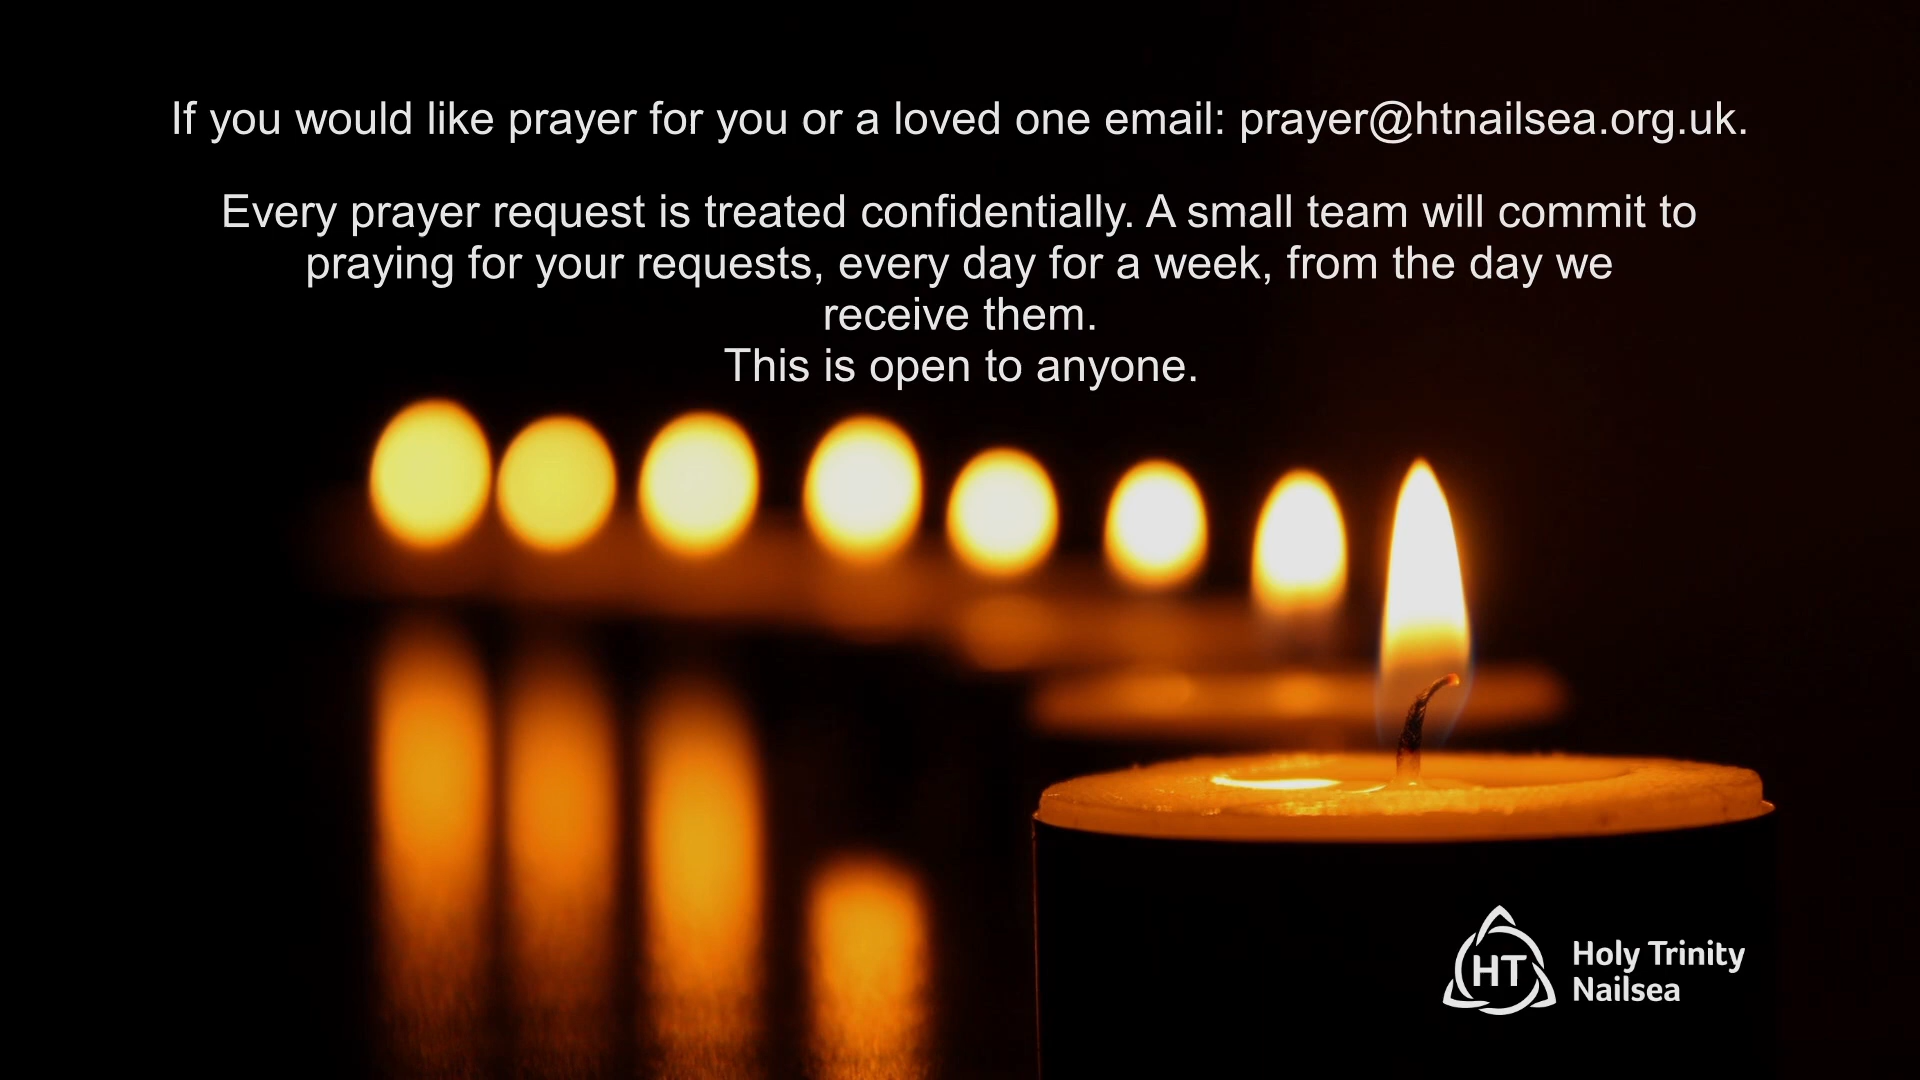 If you would like prayer for you or a loved one email: prayer@htnailsea.org.uk.
Every prayer request is treated confidentially. A small team will commit to
praying for your requests, every day for a week, from the day we
receive them.
This is open to anyone.
HT
Holy Trinity
Nailsea